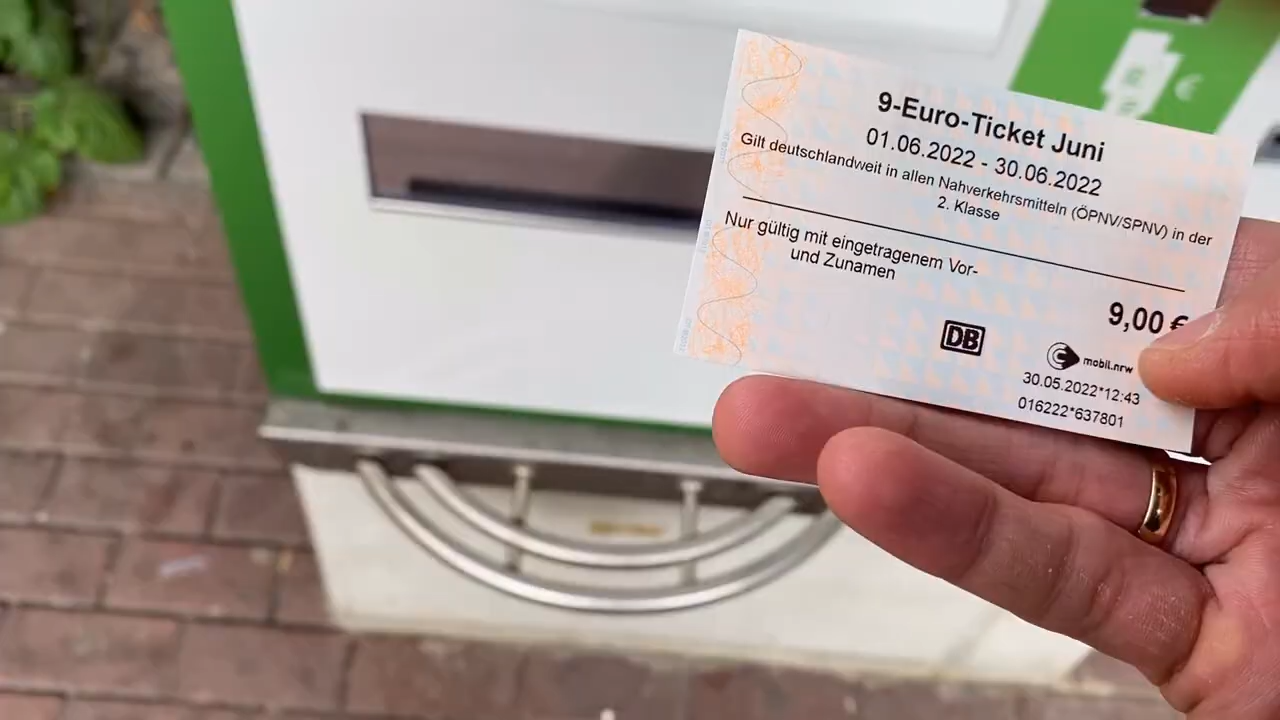 9-Euro-Ticket Juni
01.06.2022 - 30.06.2022
Gilt deutschlandweit in allen Nahverkehrsmitteln (ÖPNV/SPNV) in der
2. Klasse
Nur gültig mit eingetragenem Vor-
und Zunamen
9,00 €
DB
mobil.nrw
30.05.2022*12:43
016222*637801